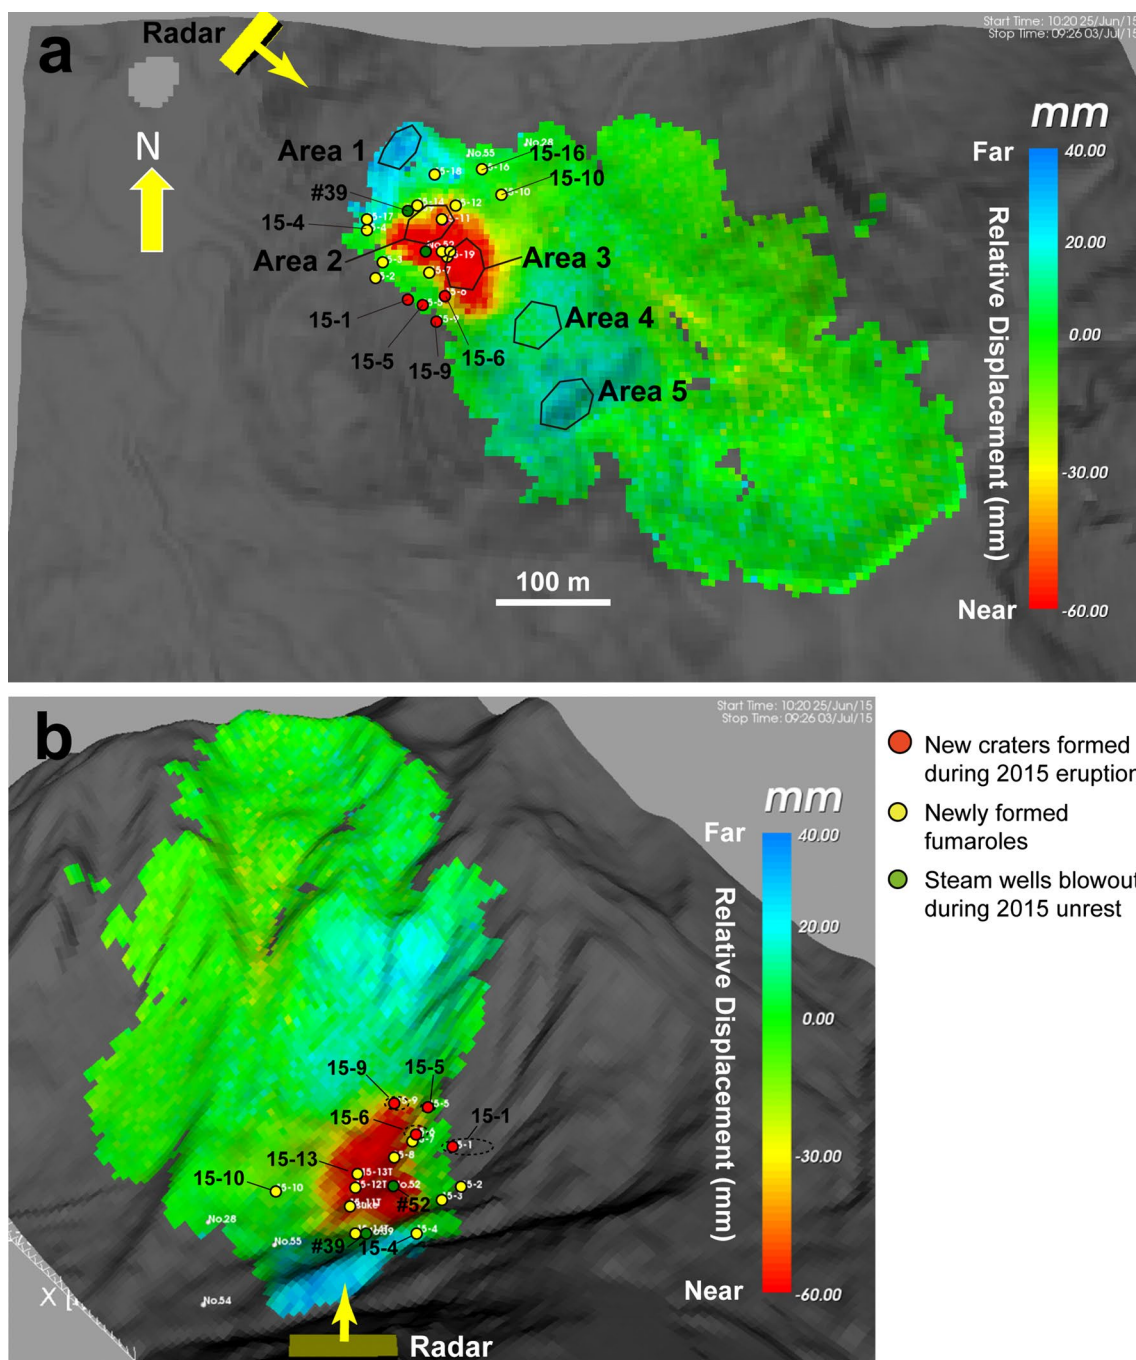 a
Radar
Start Time: 10:20 25/Jun/15
Stop Time: 09:26 03/Jul/15
N
mm
Far
40.00
20.00
0.00
-30.00
-60.00
Near
Relative Displacement (mm)
Area 1
No.55
No.28
15-16
15-10
#39
15-4
Area 2
Area 3
Area 4
Area 5
15-1
15-5
15-9
15-6
100 m
b
Start Time: 10:20 25/Jun/15
Stop Time: 09:26 03/Jul/15
mm
Far
40.00
20.00
0.00
-30.00
-60.00
Near
Relative Displacement (mm)
15-9
15-5
15-6
15-1
15-13
15-10
15-10
No.28
No.55
No.54
#52
#39
15-4
X [
Radar
New craters formed
during 2015 eruption
Newly formed
fumaroles
Steam wells blowout
during 2015 unrest